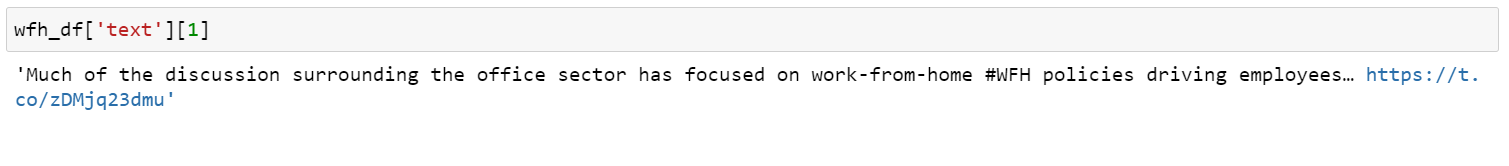 wfh_df['text'][1]
'Much of the discussion surrounding the office sector has focused on work-from-home #WFH policies driving employees… https://t.
co/zDMjq23dmu'